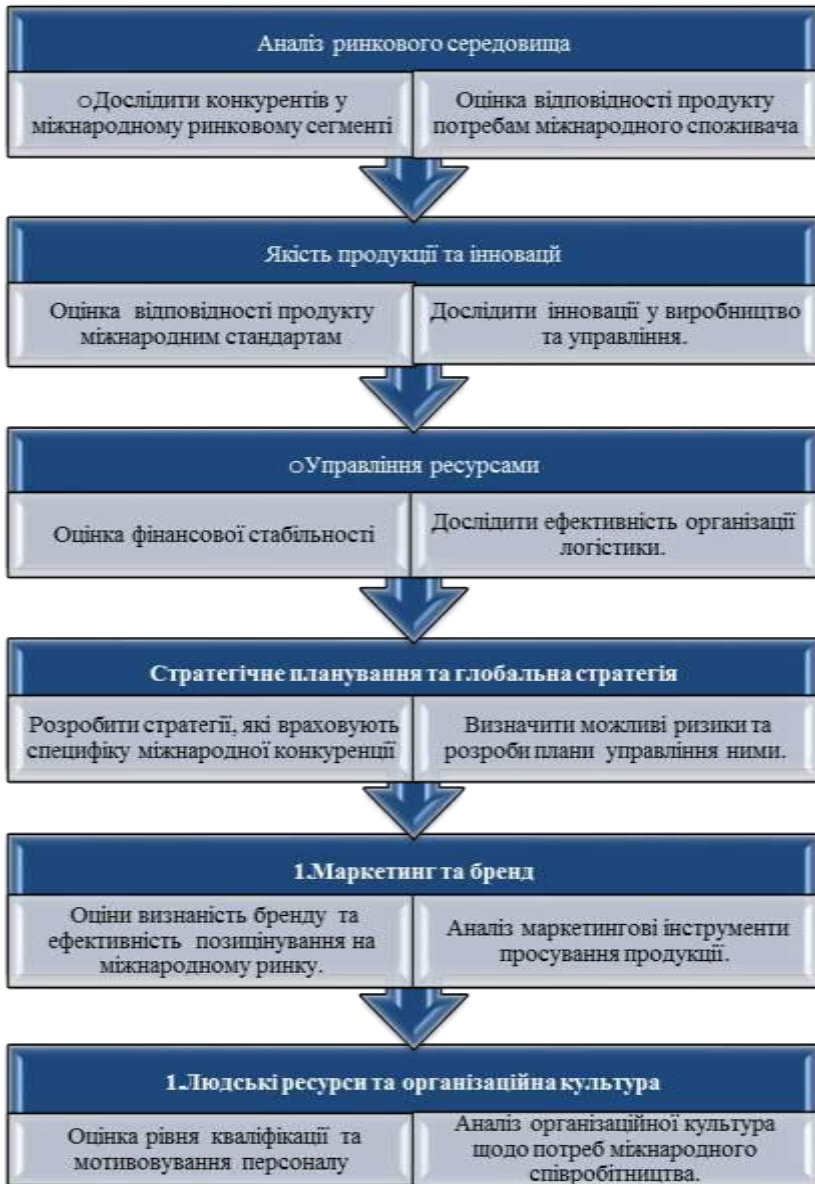 Аналіз ринкового середовища
oДослідити конкурентів у
міжнародному ринковому сегменті
Оцінка відповідності продукту
потребам міжнародного споживача
Якість продукції та інновацй
Оцінка відповідності продукту
міжнародним стандартам
Дослідити інновації у виробництво
та управління.
oУправління ресурсами
Оцінка фінансової стабільності
Дослідити ефективність організації
логістики.
Стратегічне планування та глобальна стратегія
Розробити стратегії, які враховують
специфіку міжнародної конкуренції
Визначити можливі ризики та
розроби плани управління ними.
1.Маркетинг та бренд
Оціни визнаність бренду та
ефективність позицінування на
міжнародному ринку.
Аналіз маркетингові інструменти
просування продукції.
1.Людські ресурси та організаційна культура
Оцінка рівня кваліфікації та
мотивовування персоналу
Аналіз організаційної культура
щодо потреб міжнародного
співробітництва.